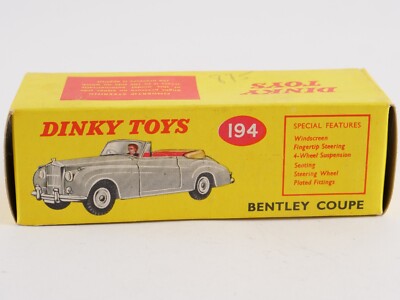 DINKY
TOYS
DINKY TOYS
194
SPECIAL FEATURES
Windscreen
Fingertip Steering
4-Wheel Suspension
Seating
Steering Wheel
Plated Fittings
BENTLEY COUPE